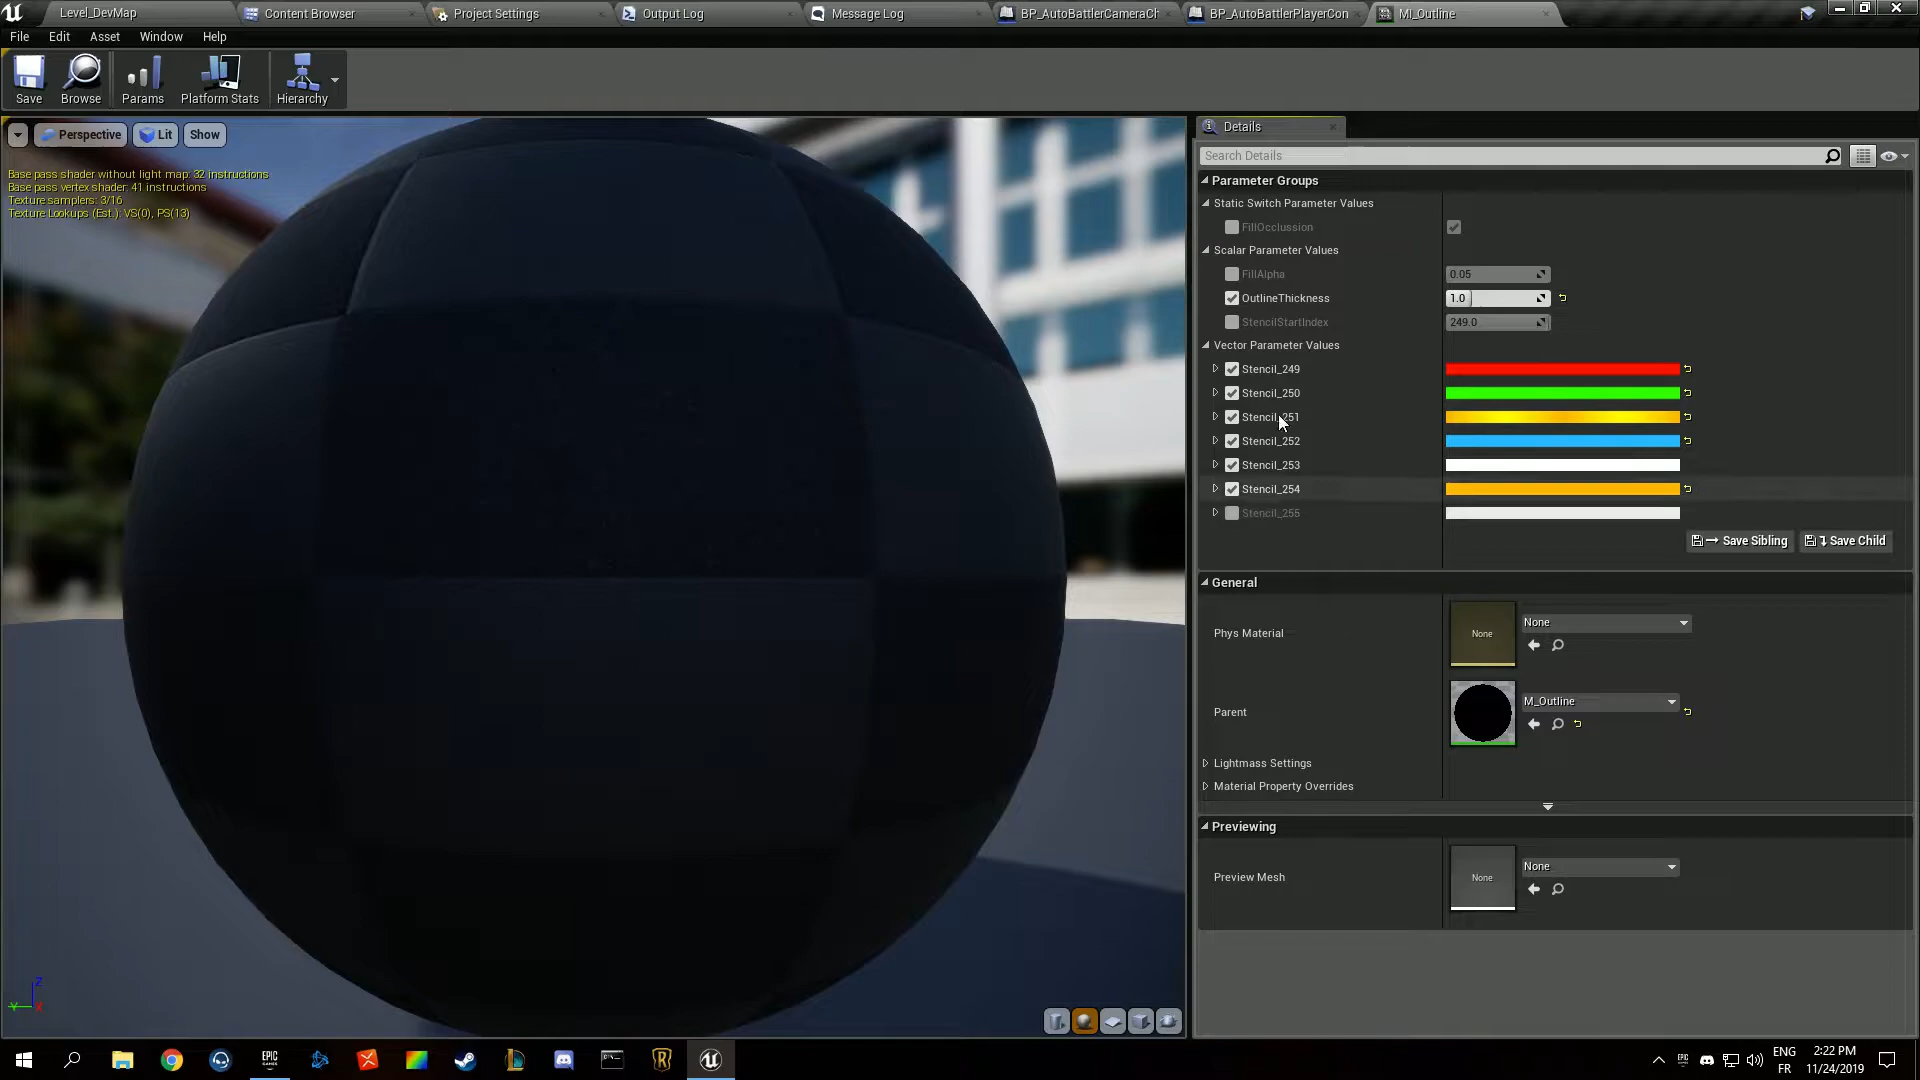 Level_DevMap
Content Browser
Project Settings
Output Log
Message Log
BP_AutoBattlerCameraCh
BP_AutoBattlerPlayerCon
MI_Outline
File Edit Asset Window Help
Save Browse Params Platform Stats Hierarchy
Perspective Lit Show
Base pass shader without light map: 32 instructions
Base pass vertex shader: 41 instructions
Texture samplers: 3/16
Texture Lookups (Est.): VS(0), PS(13)
Details
Search Details
Parameter Groups
Static Switch Parameter Values
FillOcclussion
Scalar Parameter Values
FillAlpha 0.05
OutlineThickness 1.0
StencilStartIndex 249.0
Vector Parameter Values
Stencil_249
Stencil_250
Stencil_251
Stencil_252
Stencil_253
Stencil_254
Stencil_255
Save Sibling Save Child
General
Phys Material None None
Parent M_Outline
Lightmass Settings
Material Property Overrides
Previewing
Preview Mesh None None
Z
Y X
EPIC GAMES
ENG
FR
2:22 PM
11/24/2019